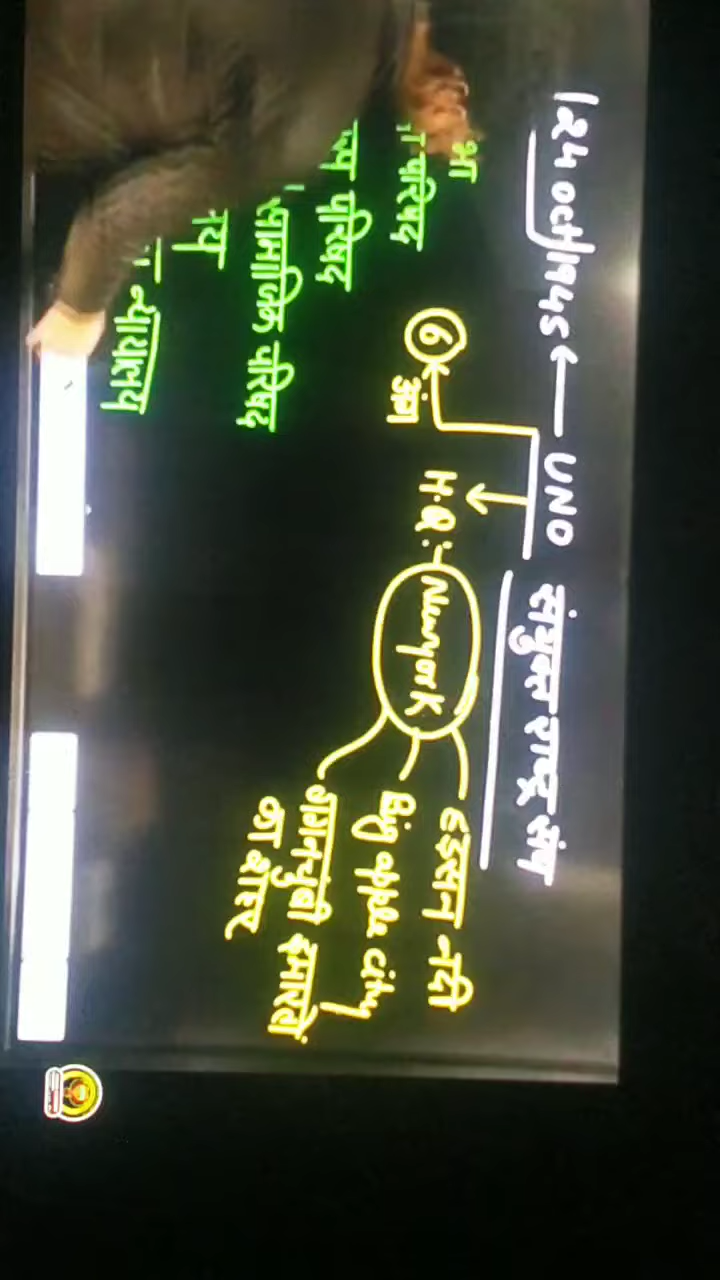 24 oct/1945 ← UNO संयुक्त राष्ट्र संघ
6 अंग
H.Q:- Newyork
हडसन नदी
Big apple city
गगनचुंबी इमारतों
का शहर
भा
परिषद
परिषद
सामाजिक परिषद
न्यायालय